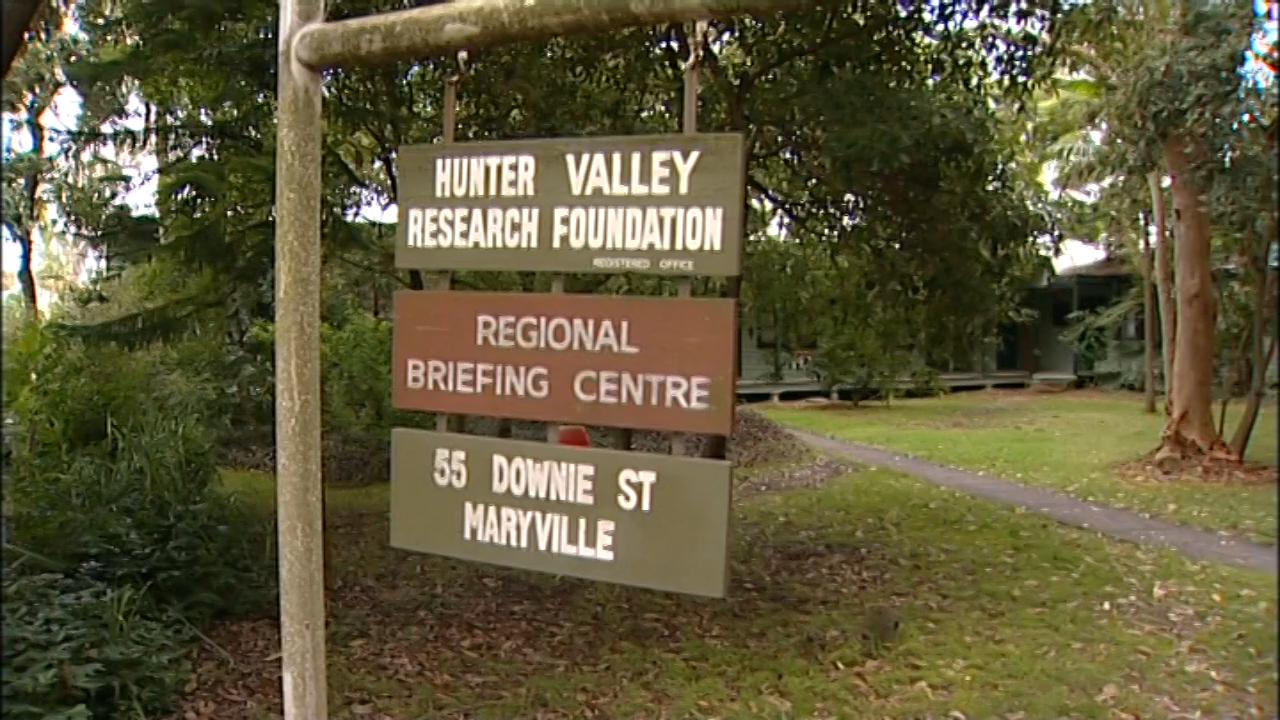 HUNTER VALLEY
RESEARCH FOUNDATION
REGISTERED OFFICE
REGIONAL
BRIEFING CENTRE
55 DOWNIE ST
MARYVILLE